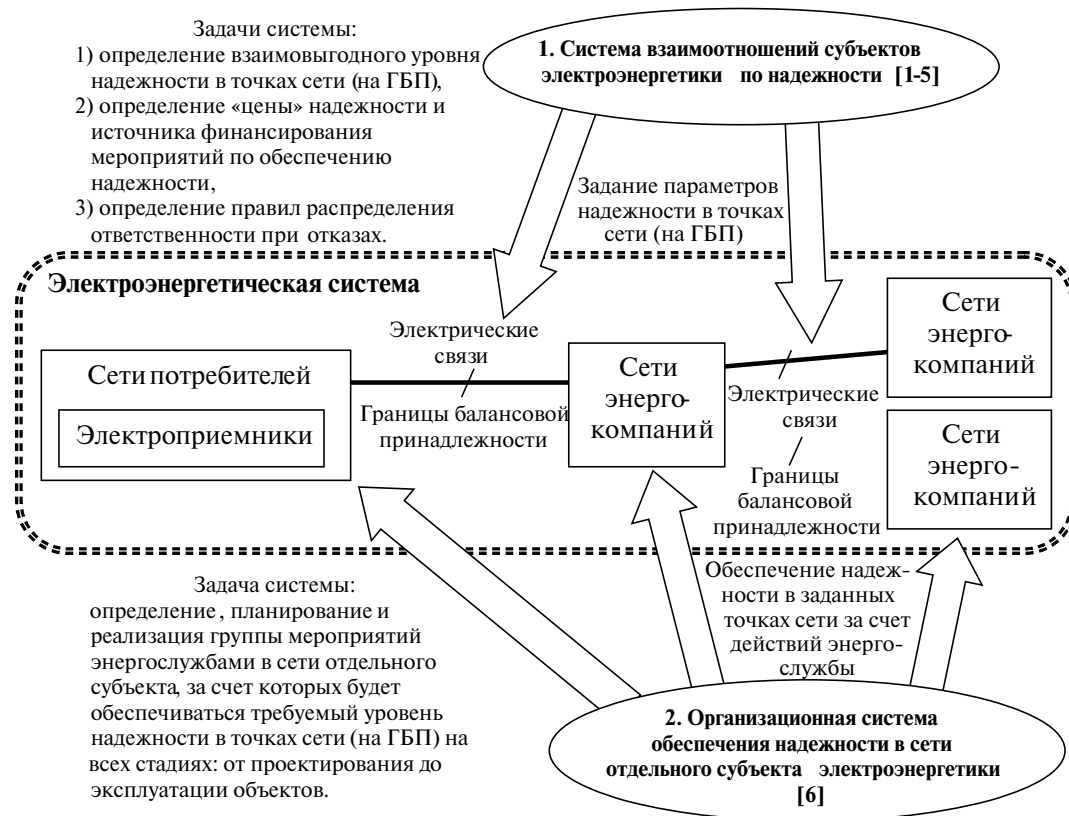 Задачи системы:
1) определение взаимовыгодного уровня
надежности в точках сети (на ГБП),
2) определение «цены» надежности и
источника финансирования
мероприятий по обеспечению
надежности,
3) определение правил распределения
ответственности при отказах.
1. Система взаимоотношений субъектов
электроэнергетики по надежности [1-5]
Задание параметров
надежности в точках
сети (на ГБП)
Электроэнергетическая система
Сети потребителей
Электроприемники
Электрические
связи
Границы балансовой
принадлежности
Сети
энерго-
компаний
Электрические
связи
Границы
балансовой
принадлежности
Сети
энерго-
компаний
Сети
энерго-
компаний
Задача системы:
определение, планирование и
реализация группы мероприятий
энергослужбами в сети отдельного
субъекта, за счет которых будет
обеспечиваться требуемый уровень
надежности в точках сети (на ГБП) на
всех стадиях: от проектирования до
эксплуатации объектов.
Обеспечение надеж-
ности в заданных
точках сети за счет
действий энерго-
службы
2. Организационная система
обеспечения надежности в сети
отдельного субъекта электроэнергетики
[6]